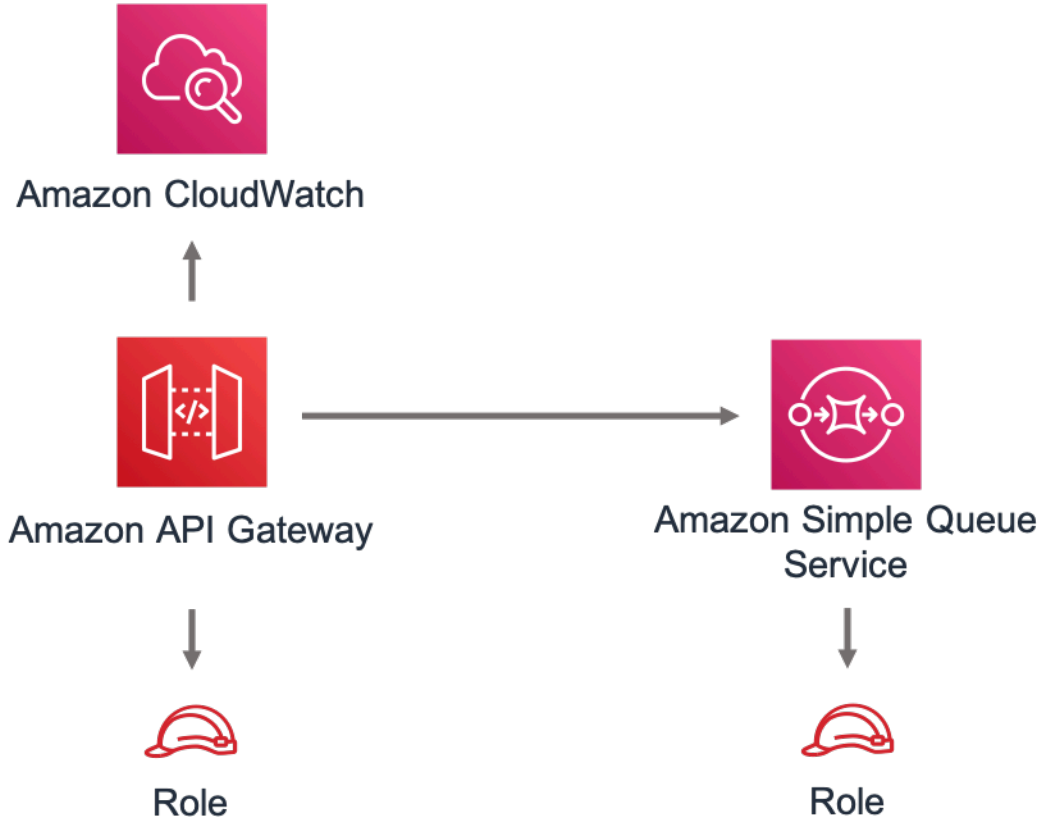 Amazon CloudWatch
</>
Amazon API Gateway
Amazon Simple Queue
Service
Role
Role